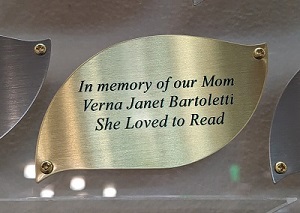 In memory of our Mom
Verna Janet Bartoletti
She Loved to Read